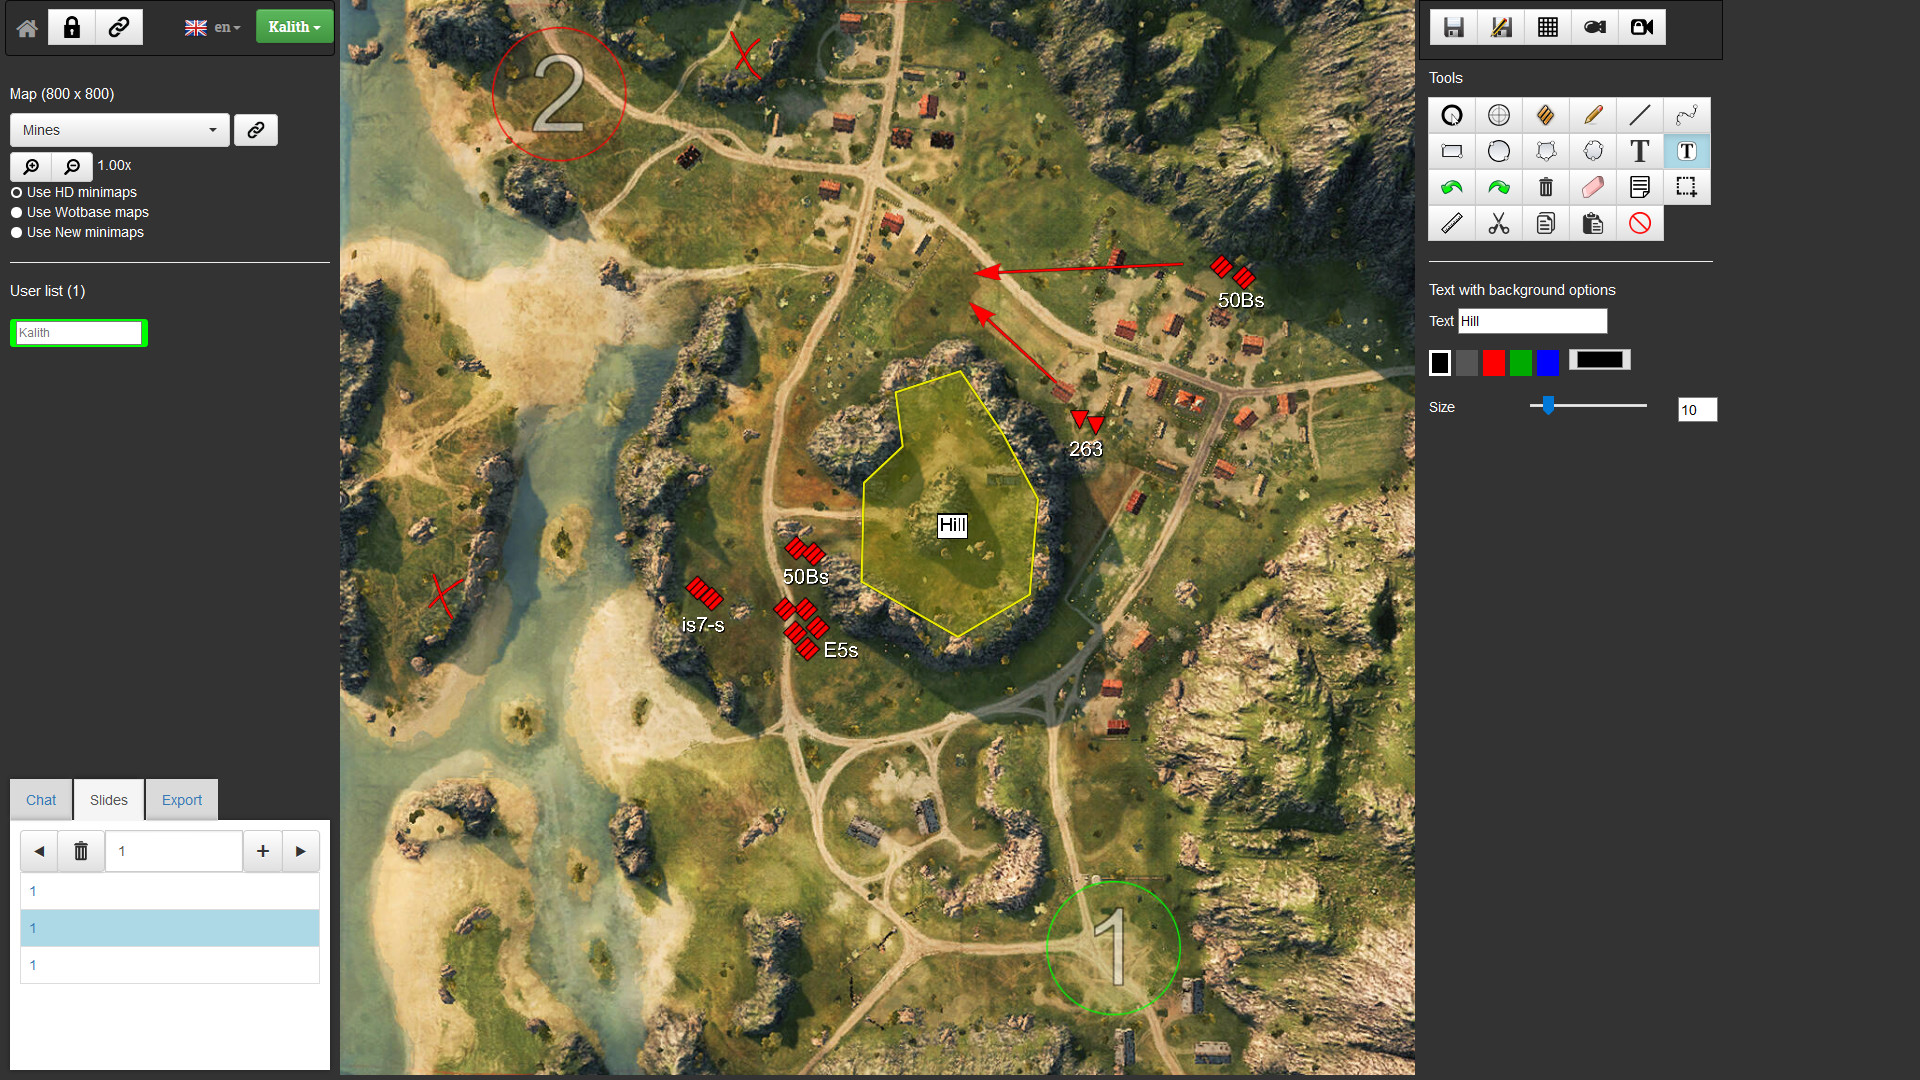 en
Kalith
Map (800 x 800)
Mines
1.00x
Use HD minimaps
Use Wotbase maps
Use New minimaps
User list (1)
Kalith
Chat
Slides
Export
1
1
1
1
2
50Bs
263
Hill
50Bs
is7-s
E5s
1
Tools
T
T
Text with background options
Text
Hill
Size
10